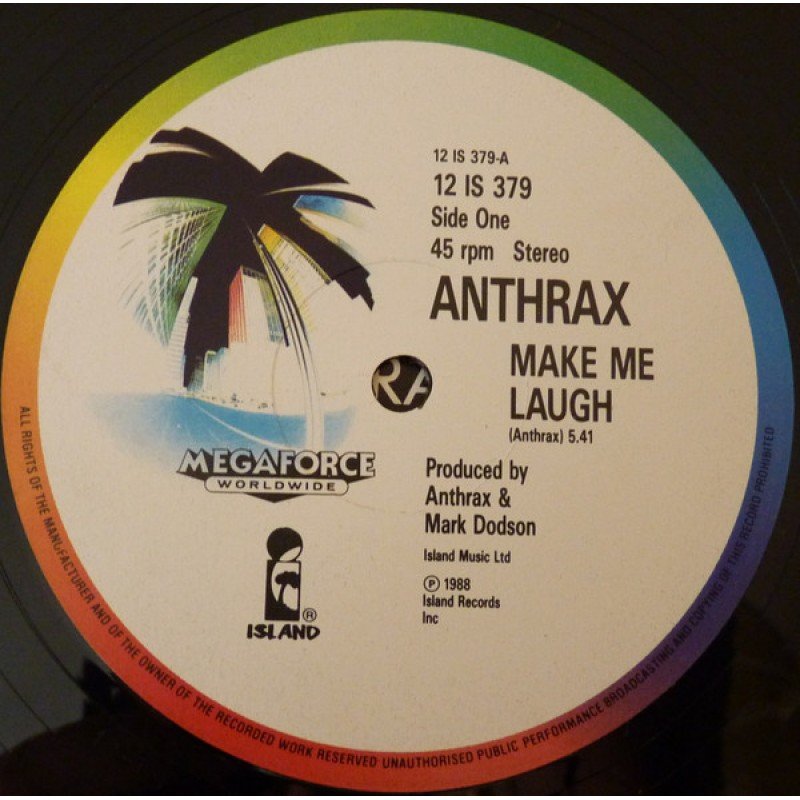 12 IS 379-A
12 IS 379
Side One
45 rpm Stereo
ANTHRAX
MAKE ME
LAUGH
(Anthrax) 5.41
Produced by
Anthrax &
Mark Dodson
Island Music Ltd
℗ 1988
Island Records
Inc
MEGAFORCE
WORLDWIDE
®
ISLAND
RA
ALL RIGHTS OF THE MANUFACTURER AND OF THE OWNER OF THE RECORDED WORK RESERVED UNAUTHORISED PUBLIC PERFORMANCE BROADCASTING AND COPYING OF THIS RECORD PROHIBITED